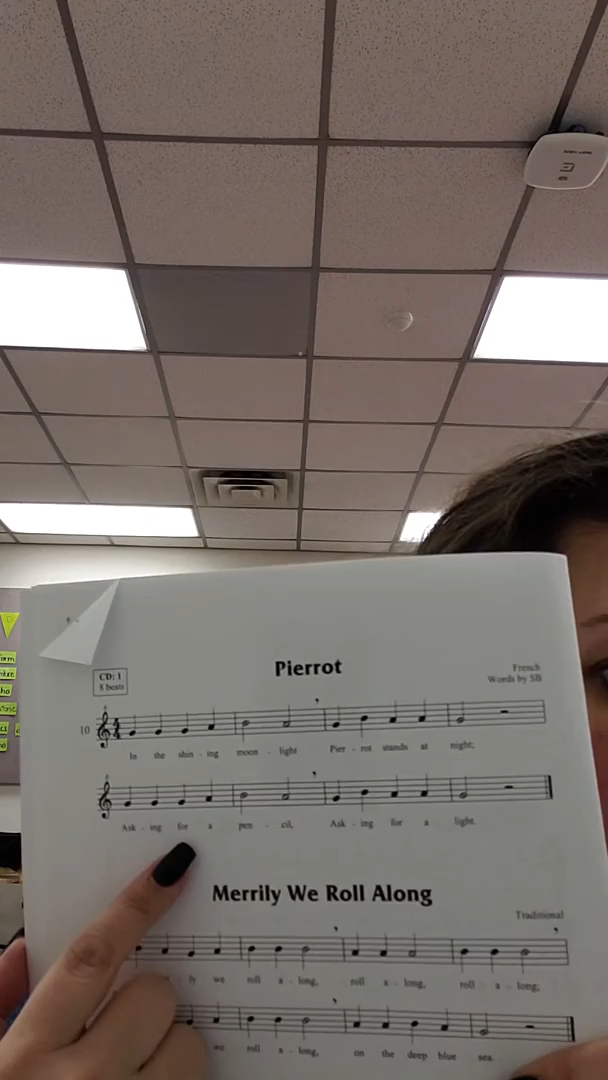 Pierrot
CD: 1
8 beats
French
Words by SB
10
In the shin - ing moon - light Pier - rot stands at night;
Ask - ing for a pen - cil, Ask - ing for a light.
Merrily We Roll Along
Traditional
ly we roll a - long, roll a - long, roll a - long;
we roll a - long, on the deep blue sea.